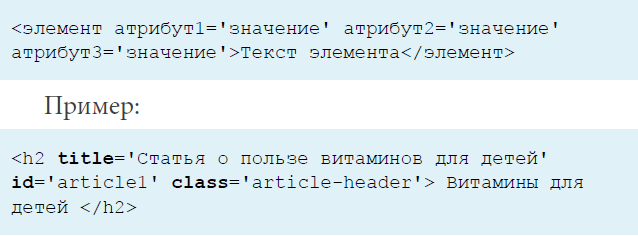 <элемент атрибут1='значение' атрибут2='значение'
атрибут3='значение'>Текст элемента</элемент>
Пример:
<h2 title='Статья о пользе витаминов для детей'
id='article1' class='article-header'> Витамины для
детей </h2>